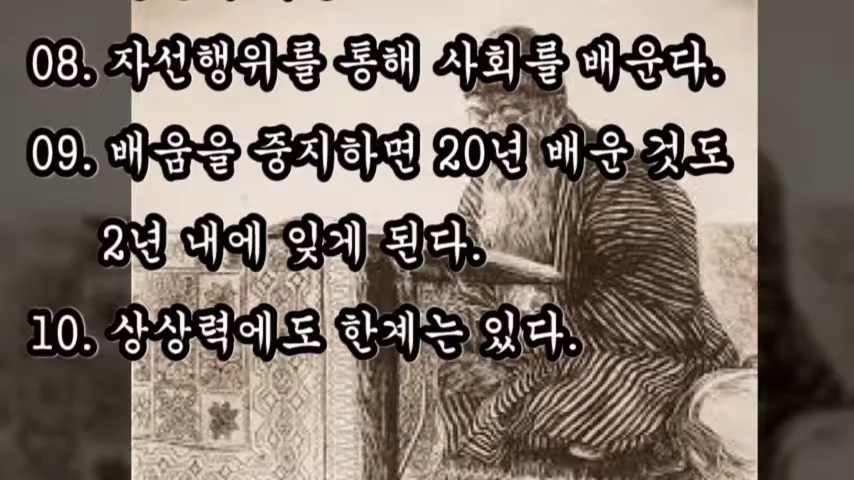 08. 자선행위를 통해 사회를 배운다.
09. 배움을 중지하면 20년 배운 것도
2년 내에 잊게 된다.
10. 상상력에도 한계는 있다.